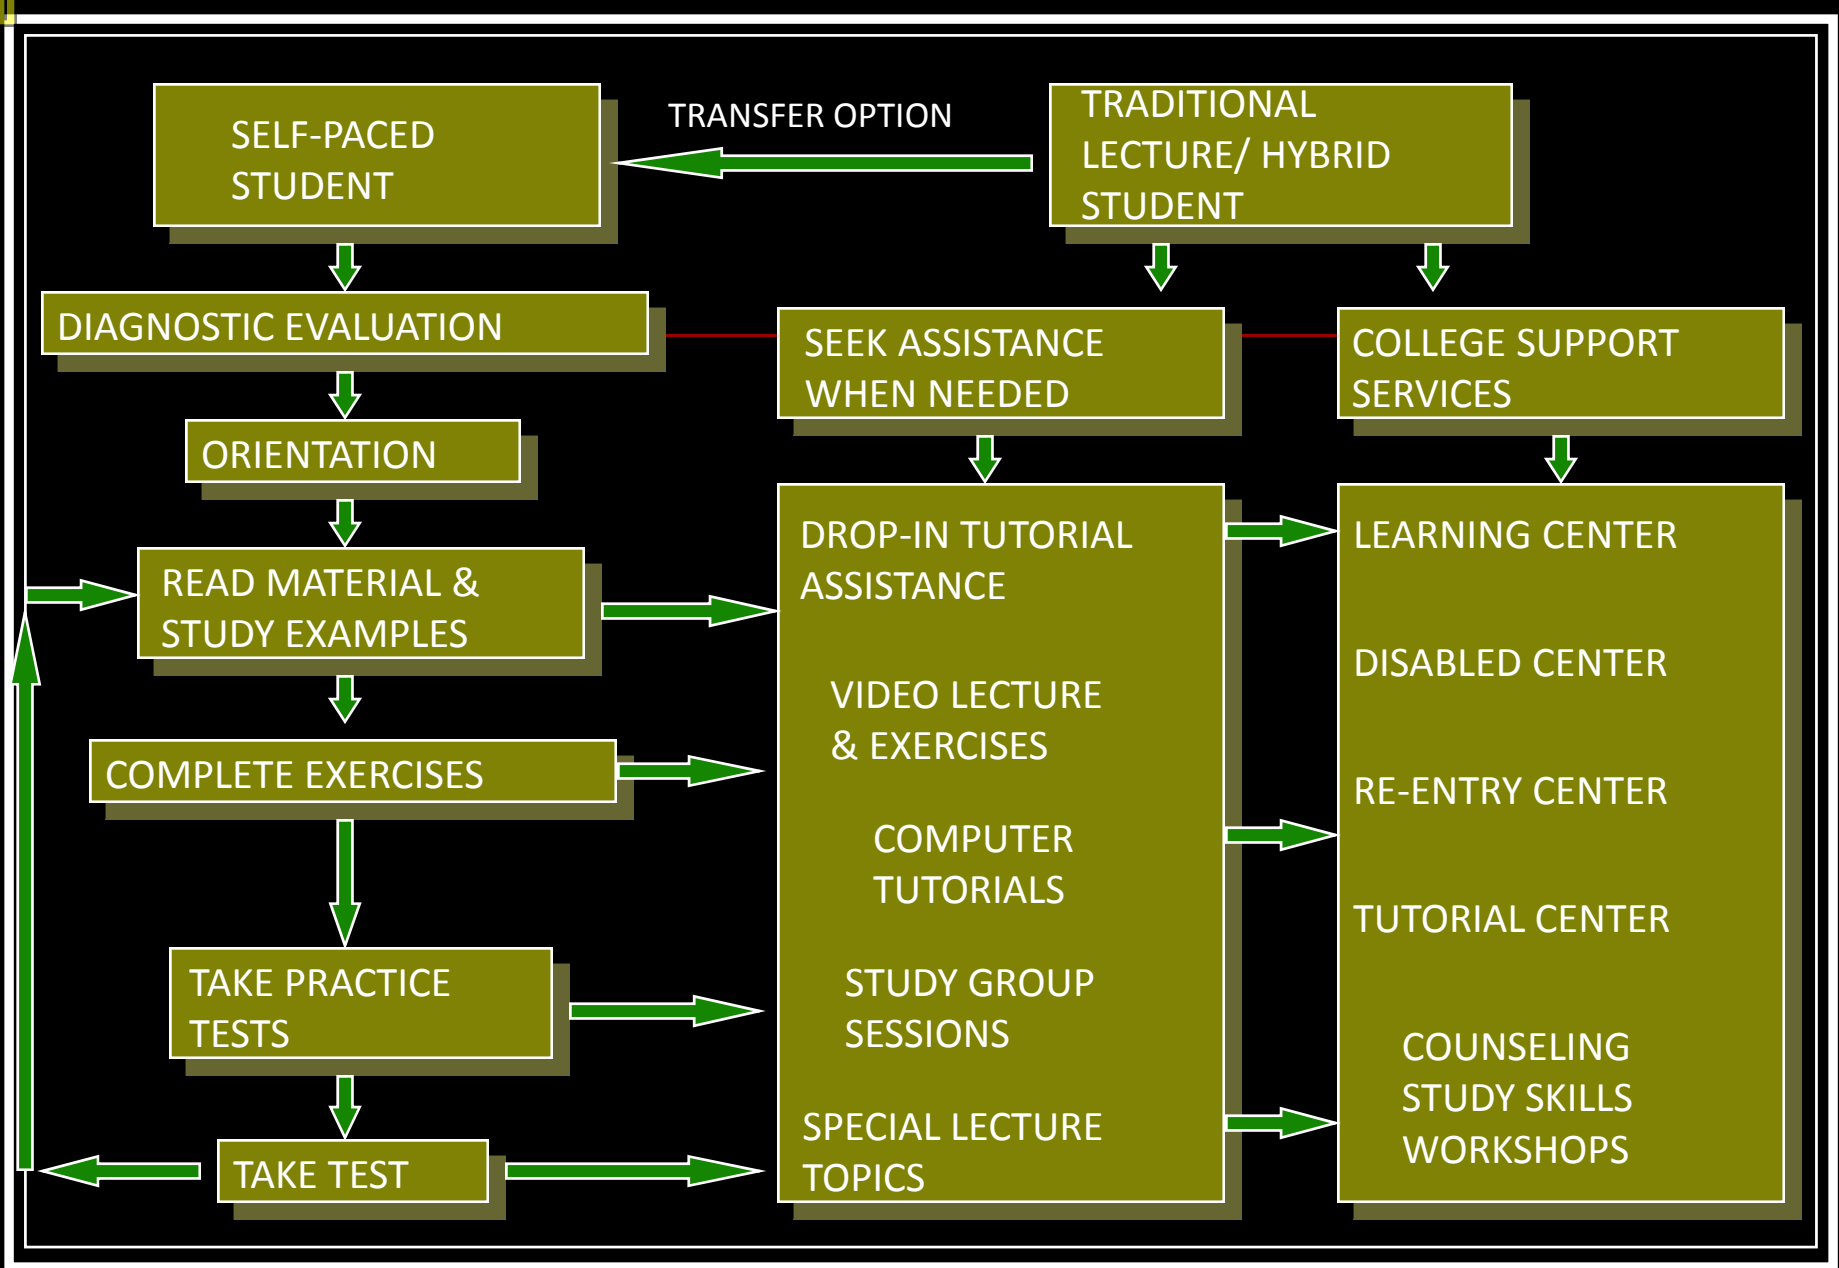 SELF-PACED
STUDENT
TRANSFER OPTION
TRADITIONAL
LECTURE/ HYBRID
STUDENT
DIAGNOSTIC EVALUATION
SEEK ASSISTANCE
WHEN NEEDED
COLLEGE SUPPORT
SERVICES
ORIENTATION
READ MATERIAL &
STUDY EXAMPLES
COMPLETE EXERCISES
TAKE PRACTICE
TESTS
TAKE TEST
DROP-IN TUTORIAL
ASSISTANCE
VIDEO LECTURE
& EXERCISES
COMPUTER
TUTORIALS
STUDY GROUP
SESSIONS
SPECIAL LECTURE
TOPICS
LEARNING CENTER
DISABLED CENTER
RE-ENTRY CENTER
TUTORIAL CENTER
COUNSELING
STUDY SKILLS
WORKSHOPS